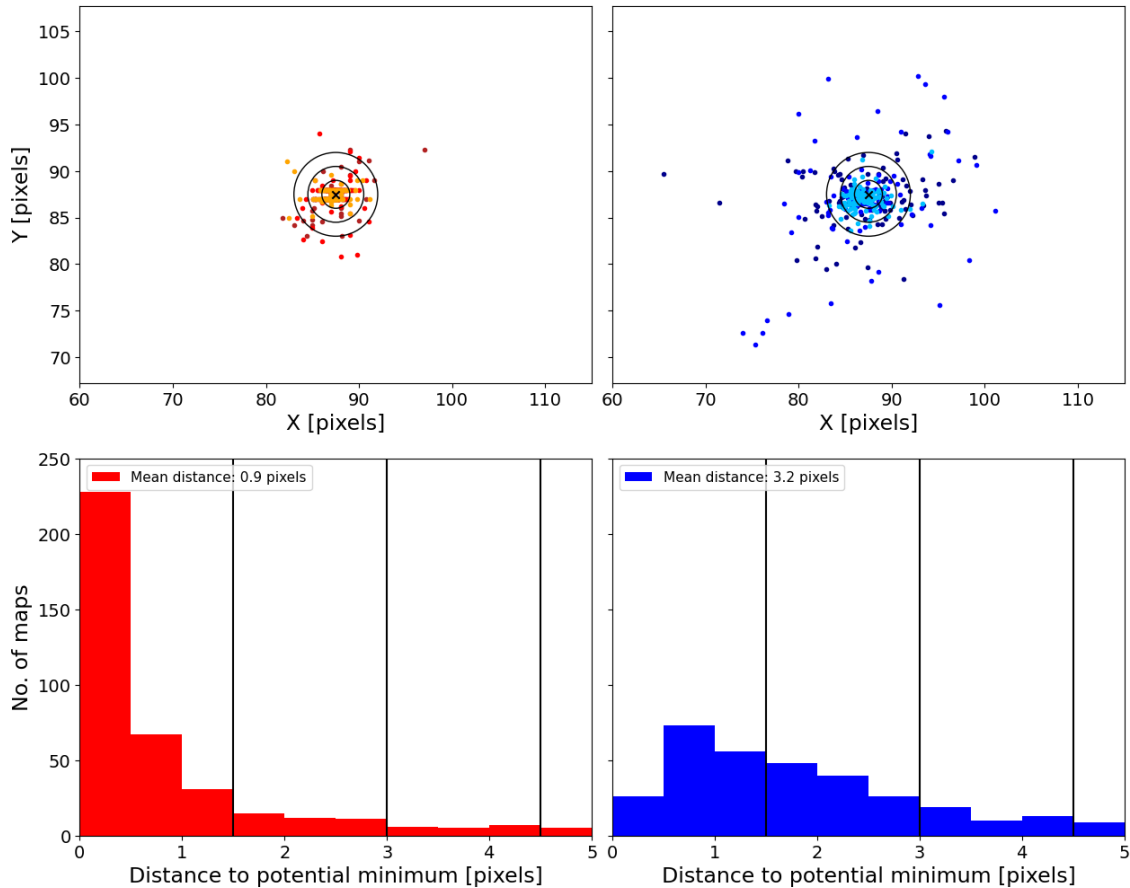 105
100
95
90
85
80
75
70
Y [pixels]
60 70 80 90 100 110
X [pixels]
60 70 80 90 100 110
X [pixels]
250
200
150
100
50
0
No. of maps
Mean distance: 0.9 pixels
0 1 2 3 4 5
Distance to potential minimum [pixels]
Mean distance: 3.2 pixels
0 1 2 3 4 5
Distance to potential minimum [pixels]